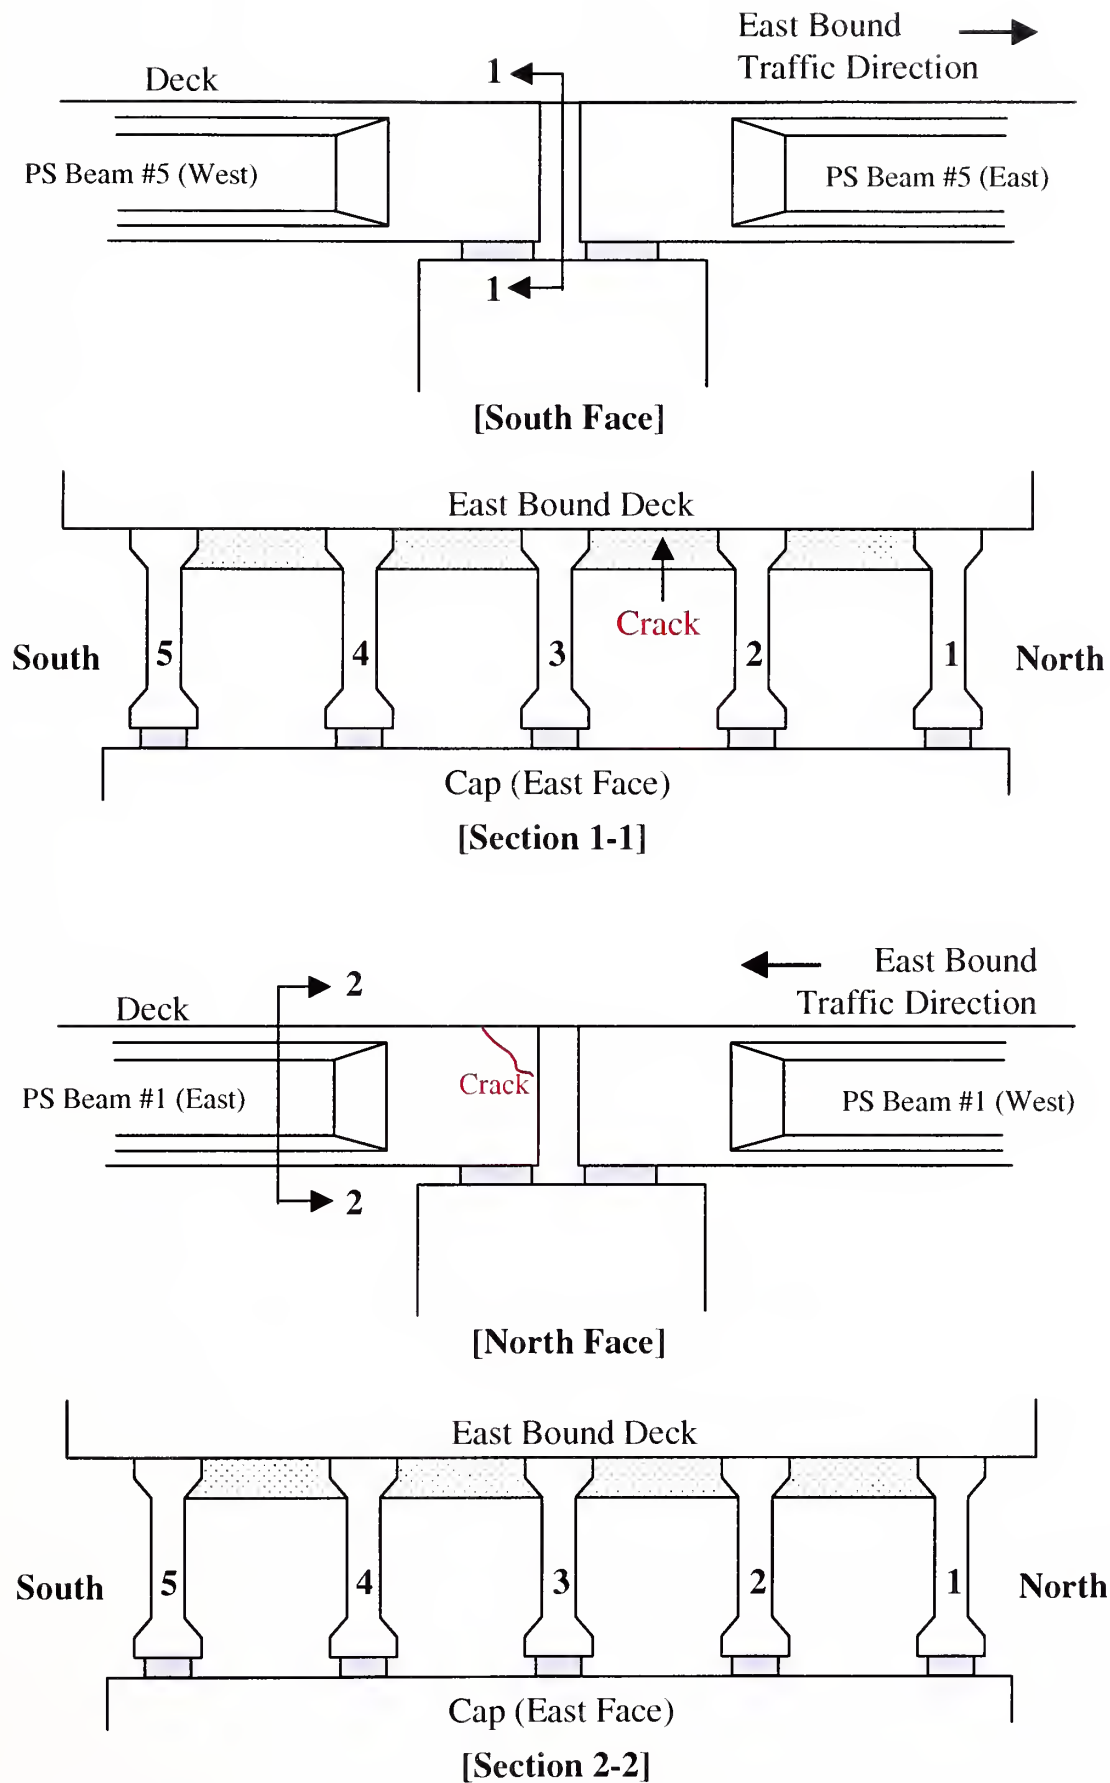 East Bound
Traffic Direction
Deck
1
PS Beam #5 (West)
PS Beam #5 (East)
1
[South Face]
East Bound Deck
Crack
South
5
4
3
2
1
North
Cap (East Face)
[Section 1-1]
East Bound
Traffic Direction
Deck
2
Crack
PS Beam #1 (East)
PS Beam #1 (West)
2
[North Face]
East Bound Deck
South
5
4
3
2
1
North
Cap (East Face)
[Section 2-2]